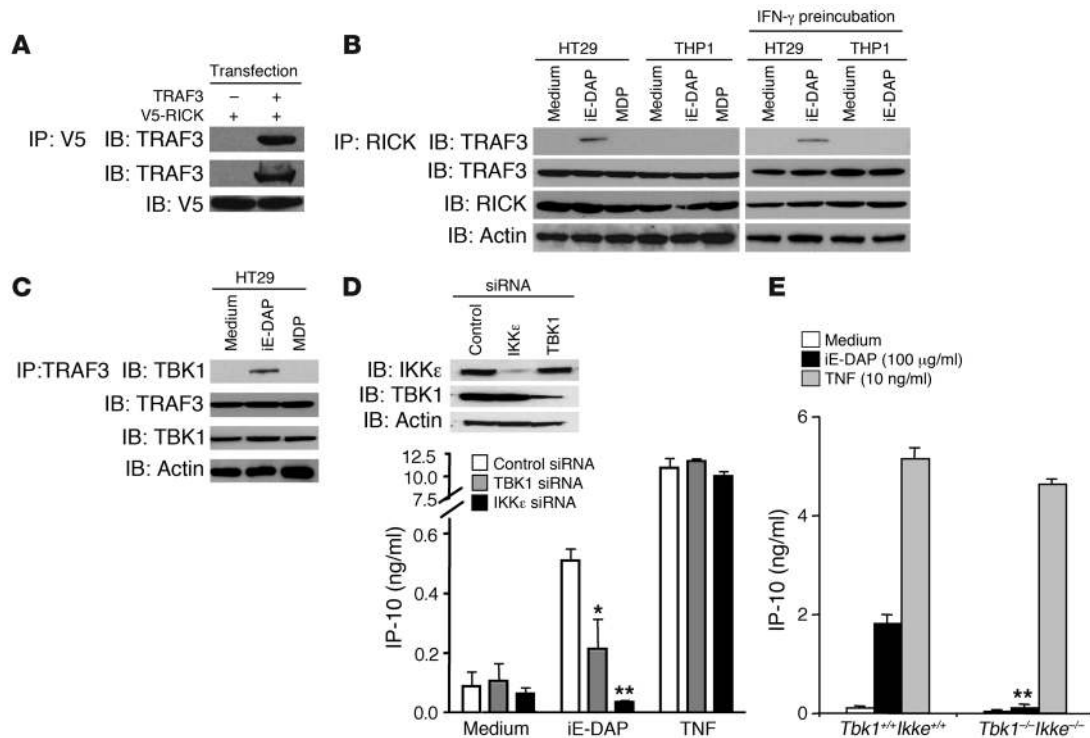 A
Transfection
TRAF3 – +
V5-RICK + +
IP: V5 IB: TRAF3
IB: TRAF3
IB: V5
B
IFN-γ preincubation
HT29 THP1 HT29 THP1
Medium iE-DAP MDP Medium iE-DAP MDP Medium iE-DAP Medium iE-DAP
IP: RICK IB: TRAF3
IB: TRAF3
IB: RICK
IB: Actin
C
HT29
Medium iE-DAP MDP
IP:TRAF3 IB: TBK1
IB: TRAF3
IB: TBK1
IB: Actin
D
siRNA
Control IKKε TBK1
IB: IKKε
IB: TBK1
IB: Actin
Control siRNA
TBK1 siRNA
IKKε siRNA
12.5
10.0
7.5
0.6
0.4
0.2
0.0
IP-10 (ng/ml)
*
**
Medium iE-DAP TNF
E
Medium
iE-DAP (100 μg/ml)
TNF (10 ng/ml)
6
4
2
0
IP-10 (ng/ml)
**
Tbk1+/+Ikke+/+ Tbk1–/–Ikke–/–